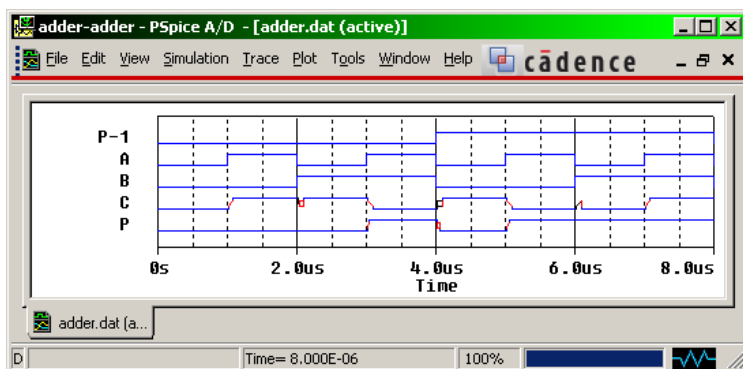 adder-adder - PSpice A/D - [adder.dat (active)]
File Edit View Simulation Trace Plot Tools Window Help cādence
P-1
A
B
C
P
0s 2.0us 4.0us 6.0us 8.0us
Time
adder.dat (a...
D Time= 8.000E-06 100%